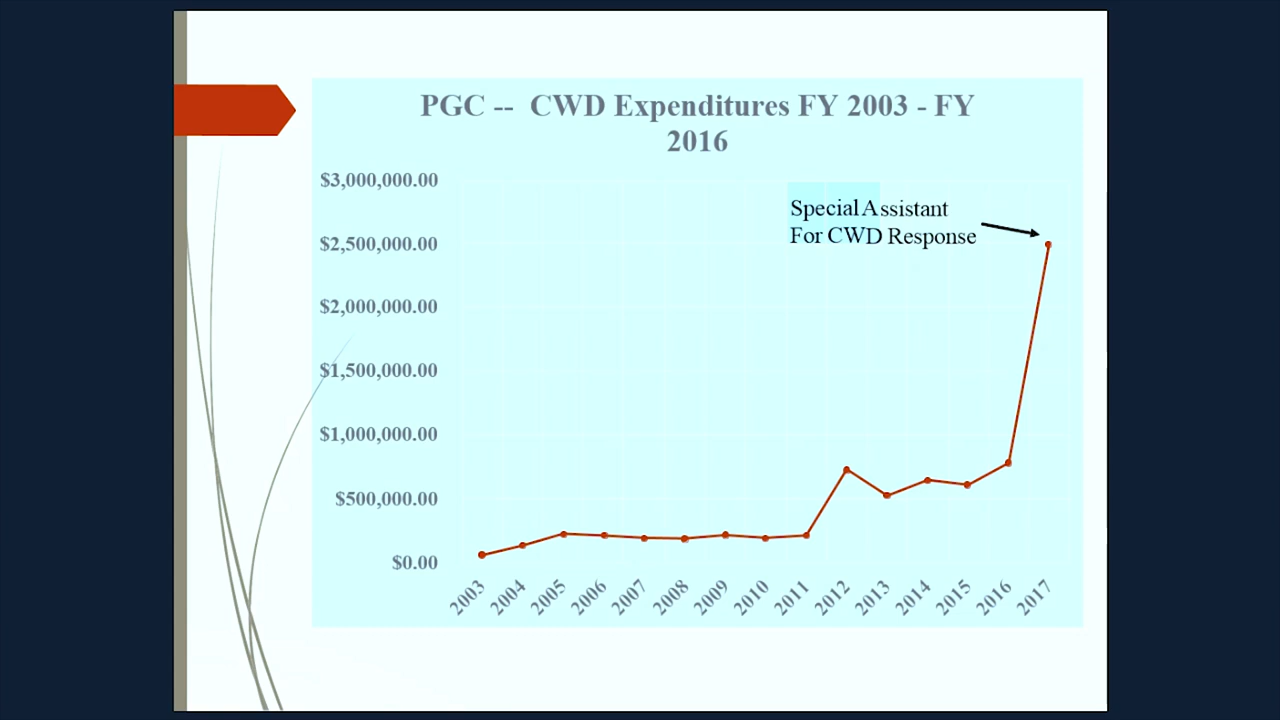 PGC -- CWD Expenditures FY 2003 - FY
2016
$3,000,000.00
Special Assistant
For CWD Response
$2,500,000.00
$2,000,000.00
$1,500,000.00
$1,000,000.00
$500,000.00
$0.00
2003 2004 2005 2006 2007 2008 2009 2010 2011 2012 2013 2014 2015 2016 2017